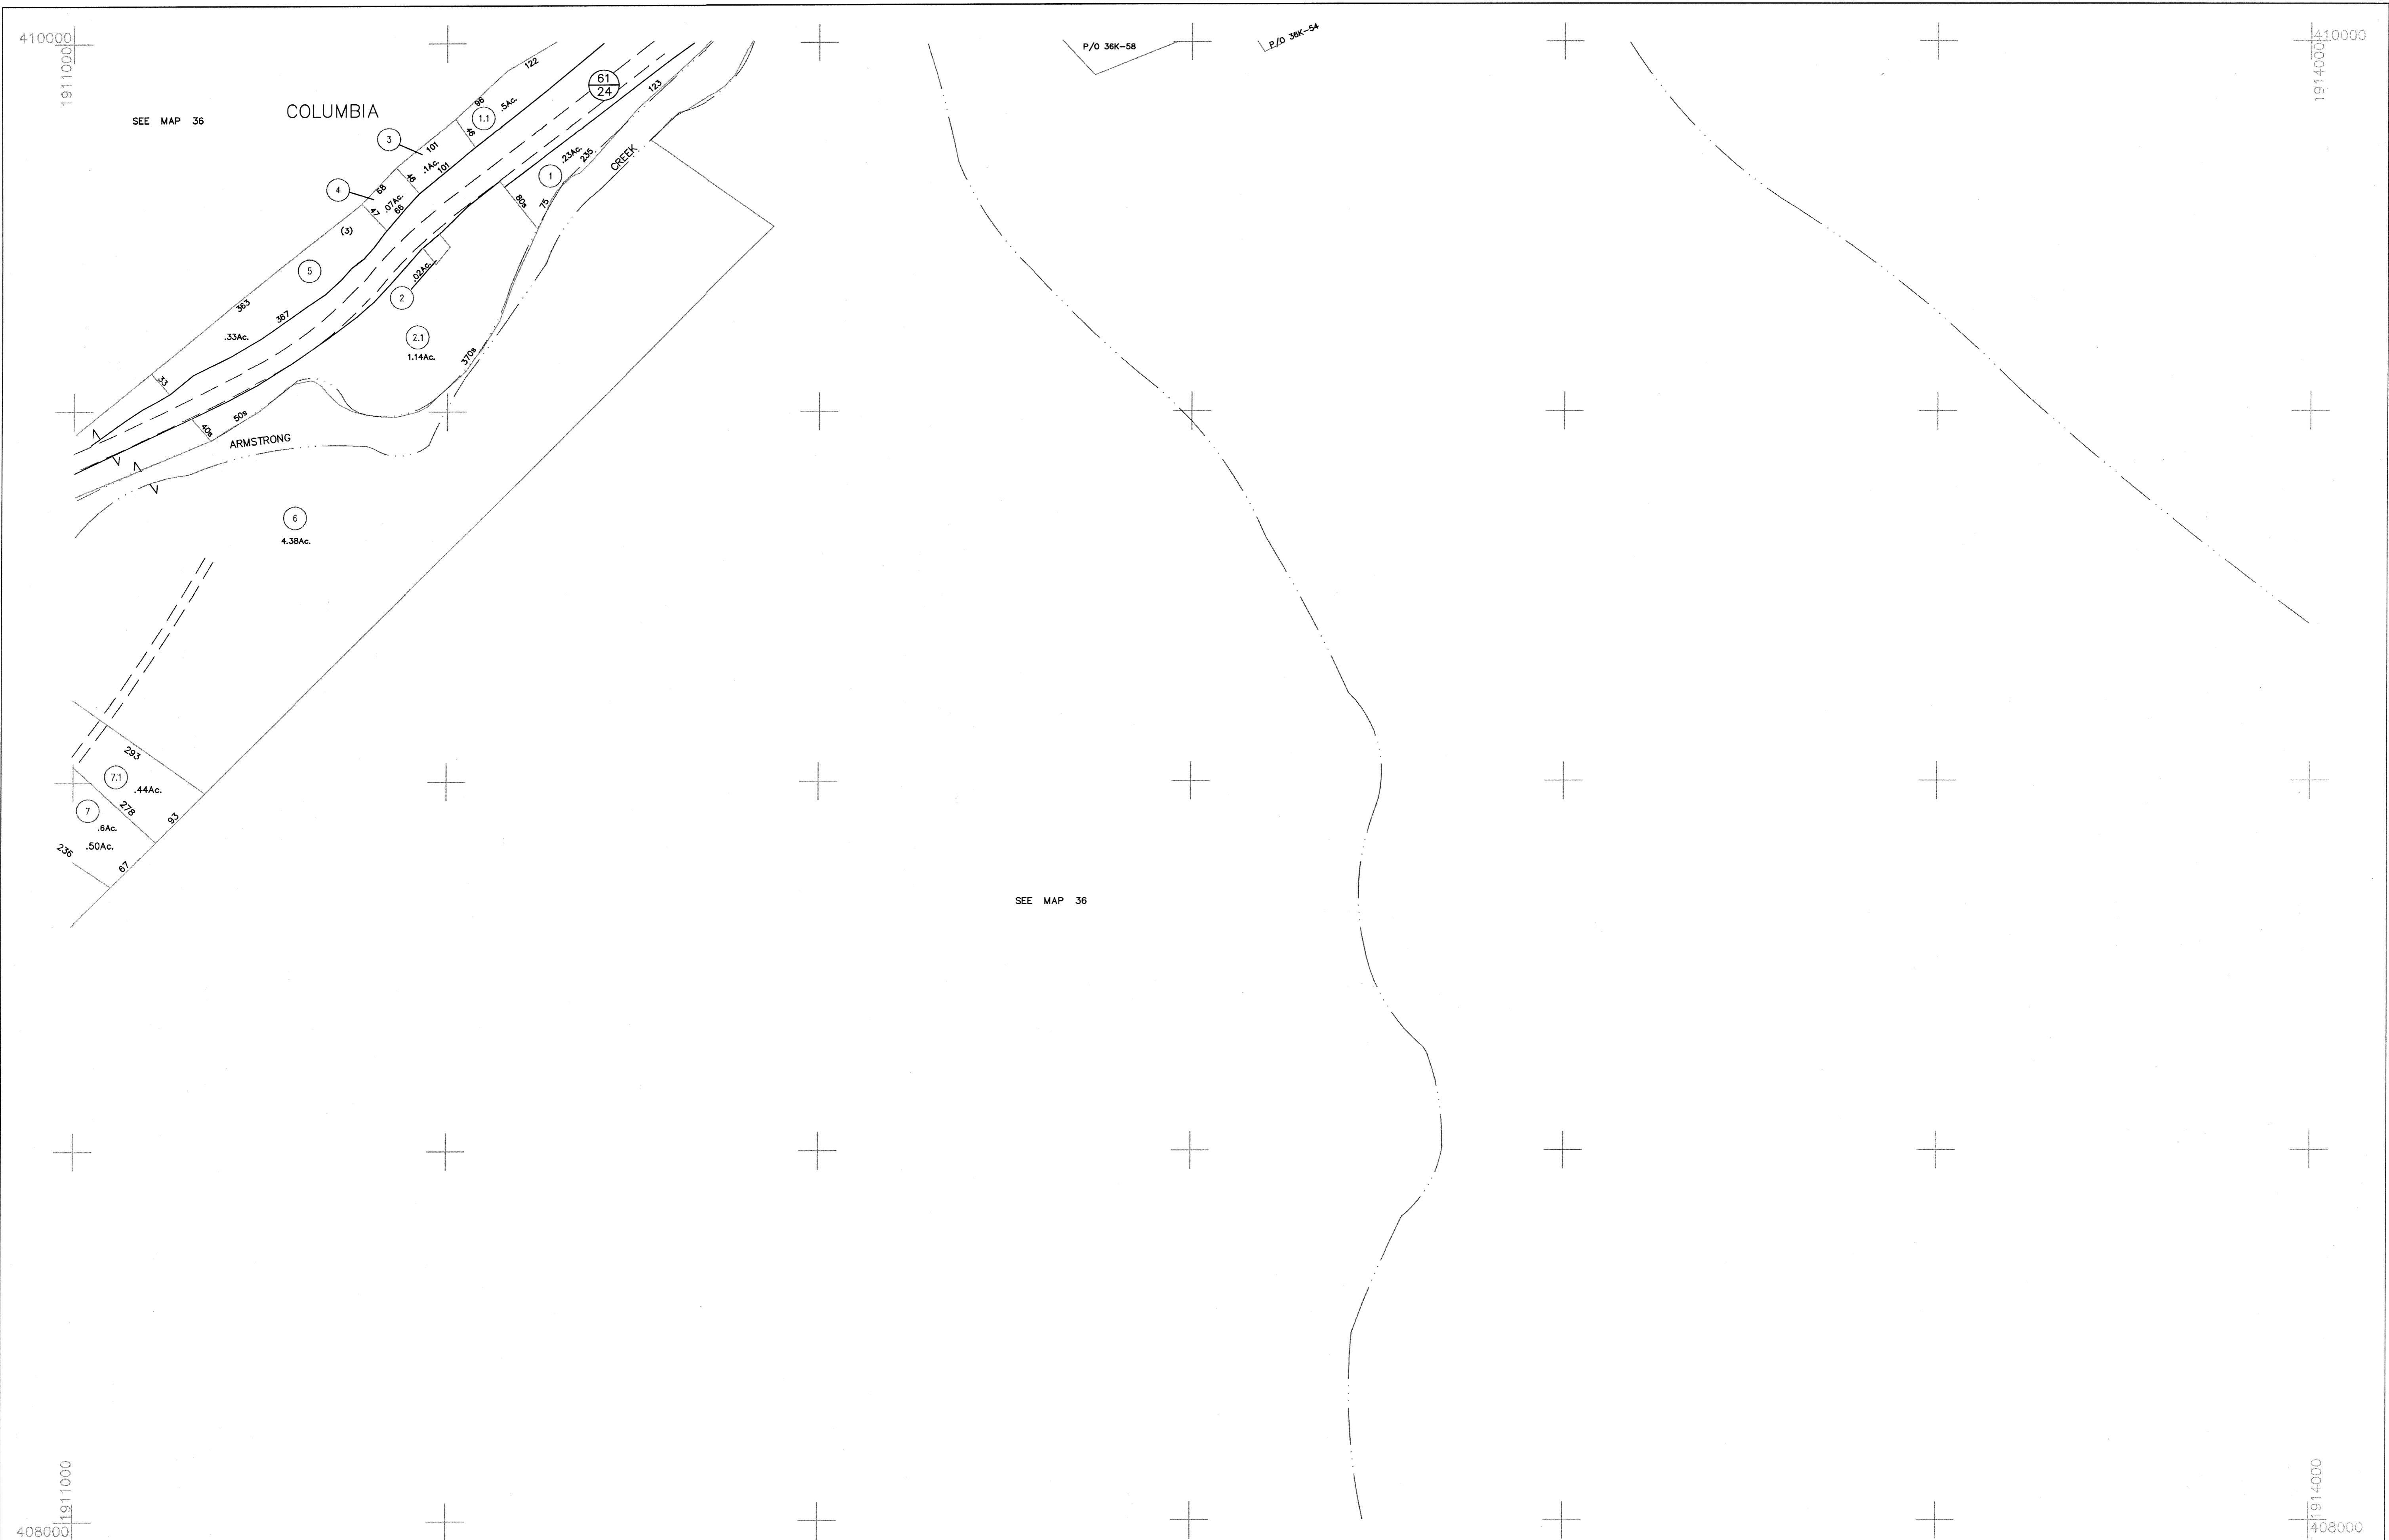 410000
1911000
1914000
410000
SEE MAP 36
COLUMBIA
122
61
24
P/O 36K-58
P/O 36K-54
96
.5Ac.
1.1
46
123
3
101
.1Ac.
101
46
.23Ac.
235
1
CREEK
4
68
.07Ac.
66
47
80s
75
(3)
5
.02Ac.
2
363
367
.33Ac.
2.1
1.14Ac.
370s
33
50s
40s
ARMSTRONG
6
4.38Ac.
293
7.1
.44Ac.
278
7
93
.6Ac.
.50Ac.
236
67
SEE MAP 36
1911000
408000
1914000
408000